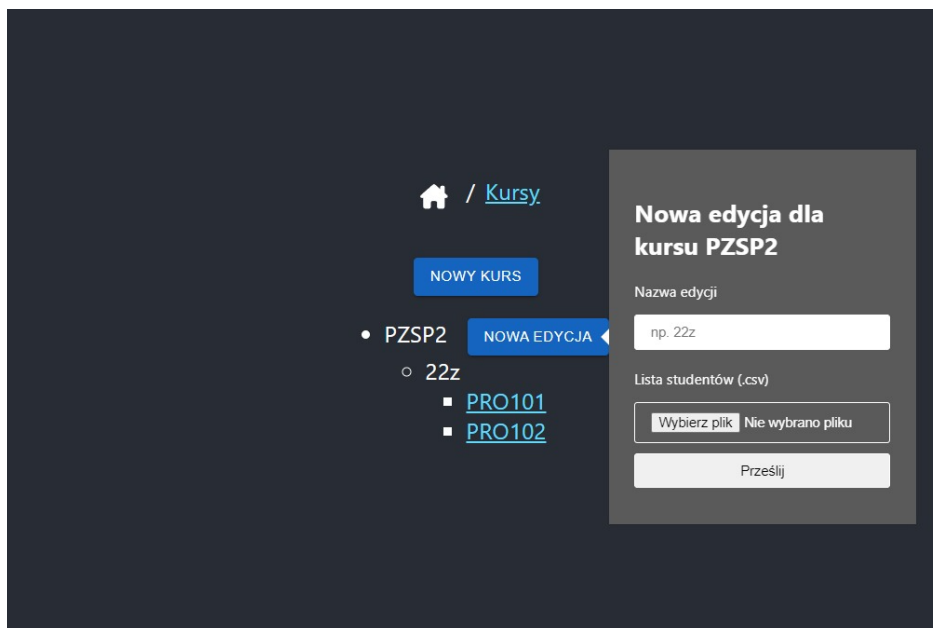 / Kursy
NOWY KURS
PZSP2 NOWA EDYCJA
22z
PRO101
PRO102
Nowa edycja dla
kursu PZSP2
Nazwa edycji
np. 22z
Lista studentów (.csv)
Wybierz plik Nie wybrano pliku
Prześlij